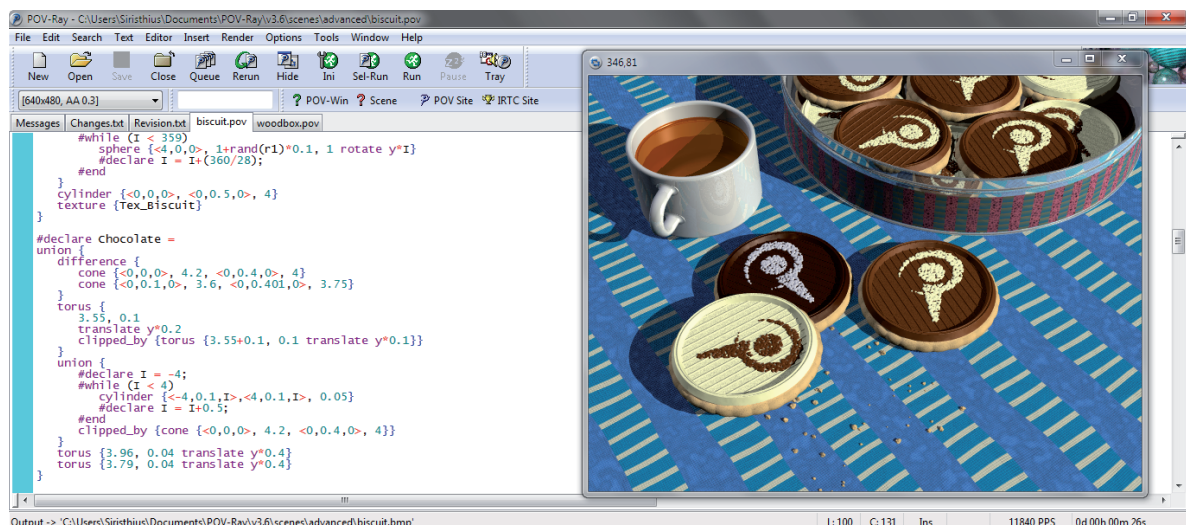 POV-Ray - C:\Users\Siristhius\Documents\POV-Ray\v3.6\scenes\advanced\biscuit.pov
File Edit Search Text Editor Insert Render Options Tools Window Help
New Open Save Close Queue Rerun Hide Ini Sel-Run Run Pause Tray
[640x480, AA 0.3] ? POV-Win ? Scene POV Site IRTC Site
Messages Changes.txt Revision.txt biscuit.pov woodbox.pov
346,81
#while (I < 359)
sphere {<4,0,0>, 1+rand(r1)*0.1, 1 rotate y*I}
#declare I = I+(360/28);
#end
}
cylinder {<0,0,0>, <0,0.5,0>, 4}
texture {Tex_Biscuit}
}
#declare Chocolate =
union {
difference {
cone {<0,0,0>, 4.2, <0,0.4,0>, 4}
cone {<0,0.1,0>, 3.6, <0,0.401,0>, 3.75}
}
torus {
3.55, 0.1
translate y*0.2
clipped_by {torus {3.55+0.1, 0.1 translate y*0.1}}
}
union {
#declare I = -4;
#while (I < 4)
cylinder {<-4,0.1,I>,<4,0.1,I>, 0.05}
#declare I = I+0.5;
#end
clipped_by {cone {<0,0,0>, 4.2, <0,0.4,0>, 4}}
}
torus {3.96, 0.04 translate y*0.4}
torus {3.79, 0.04 translate y*0.4}
}
Output -> 'C:\Users\Siristhius\Documents\POV-Ray\v3.6\scenes\advanced\biscuit.bmp' L: 100 C: 131 Ins 11840 PPS 0d 00h 00m 26s